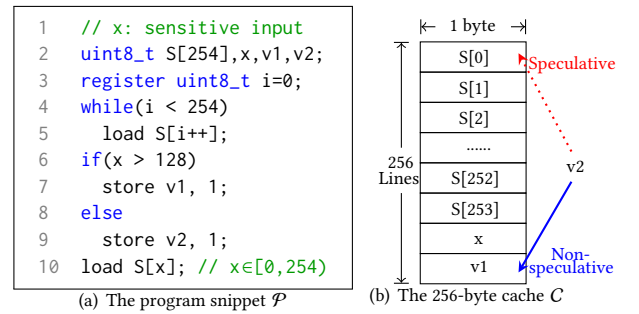 1 // x: sensitive input
2 uint8_t S[254],x,v1,v2;
3 register uint8_t i=0;
4 while(i < 254)
5 load S[i++];
6 if(x > 128)
7 store v1, 1;
8 else
9 store v2, 1;
10 load S[x]; // x∈[0,254)
(a) The program snippet 𝒫
1 byte
256
Lines
S[0]
S[1]
S[2]
......
S[252]
S[253]
x
v1
Speculative
v2
Non-
speculative
(b) The 256-byte cache 𝒞